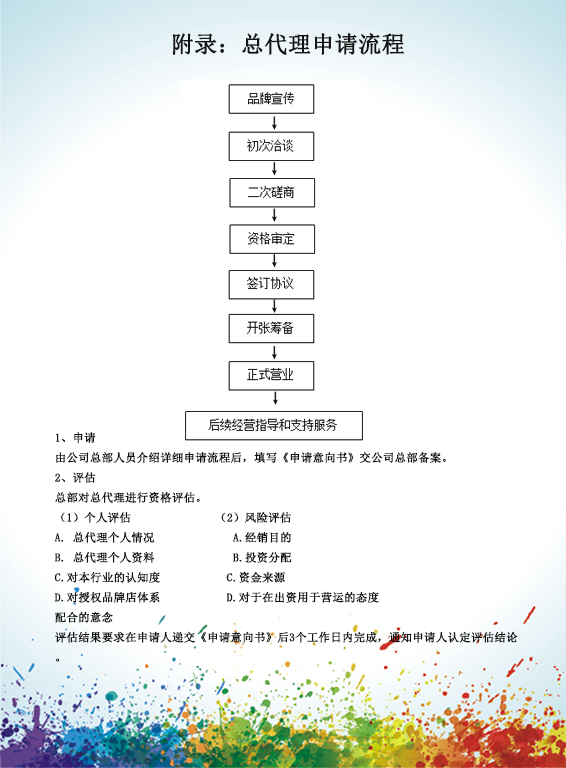 附录：总代理申请流程
品牌宣传
初次洽谈
二次磋商
资格审定
签订协议
开张筹备
正式营业
后续经营指导和支持服务
1、申请
由公司总部人员介绍详细申请流程后，填写《申请意向书》交公司总部备案。
2、评估
总部对总代理进行资格评估。
（1）个人评估 （2）风险评估
A. 总代理个人情况 A.经销目的
B. 总代理个人资料 B.投资分配
C.对本行业的认知度 C.资金来源
D.对授权品牌店体系 D.对于在出资用于营运的态度
配合的意念
评估结果要求在申请人递交《申请意向书》后3个工作日内完成，通知申请人认定评估结论
。